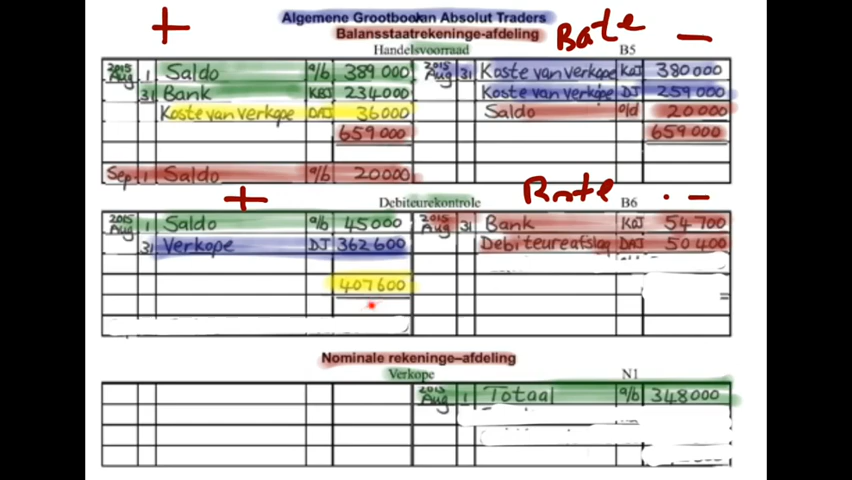 Algemene Grootboek van Absolut Traders
+ Balansstaatrekeninge-afdeling Bate −
Handelsvoorraad B5
2015 Aug 1 Saldo a/b 389 000 2015 Aug 31 Koste van verkope KOJ 380 000
31 Bank KBJ 234 000 Koste van verkope DJ 259 000
Koste van verkope DAJ 36 000 Saldo o/d 20 000
659 000 659 000
Sep 1 Saldo a/b 20 000
+ Bate −
Debiteurekontrole B6
2015 Aug 1 Saldo a/b 45 000 2015 Aug 31 Bank KOJ 54 700
31 Verkope DJ 362 600 Debiteureafslag DAJ 50 400
407 600
Nominale rekeninge–afdeling
Verkope N1
2015 Aug 1 Totaal a/b 348 000